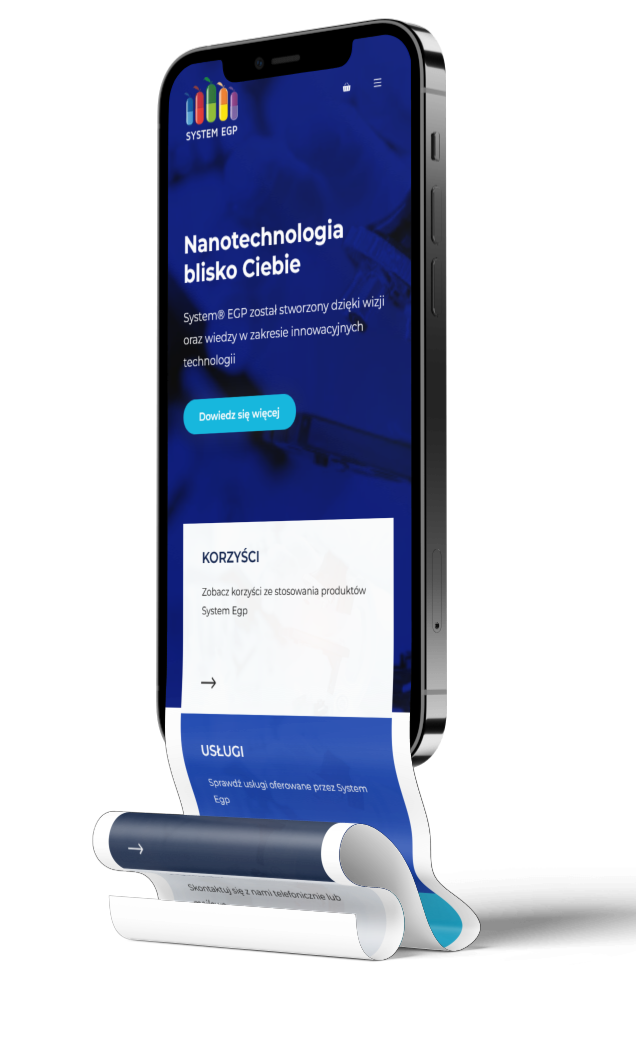 SYSTEM EGP
Nanotechnologia
blisko Ciebie
System® EGP został stworzony dzięki wizji
oraz wiedzy w zakresie innowacyjnych
technologii
Dowiedz się więcej
KORZYŚCI
Zobacz korzyści ze stosowania produktów
System Egp
USŁUGI
Sprawdź usługi oferowane przez System
Egp
Skontaktuj się z nami telefonicznie lub